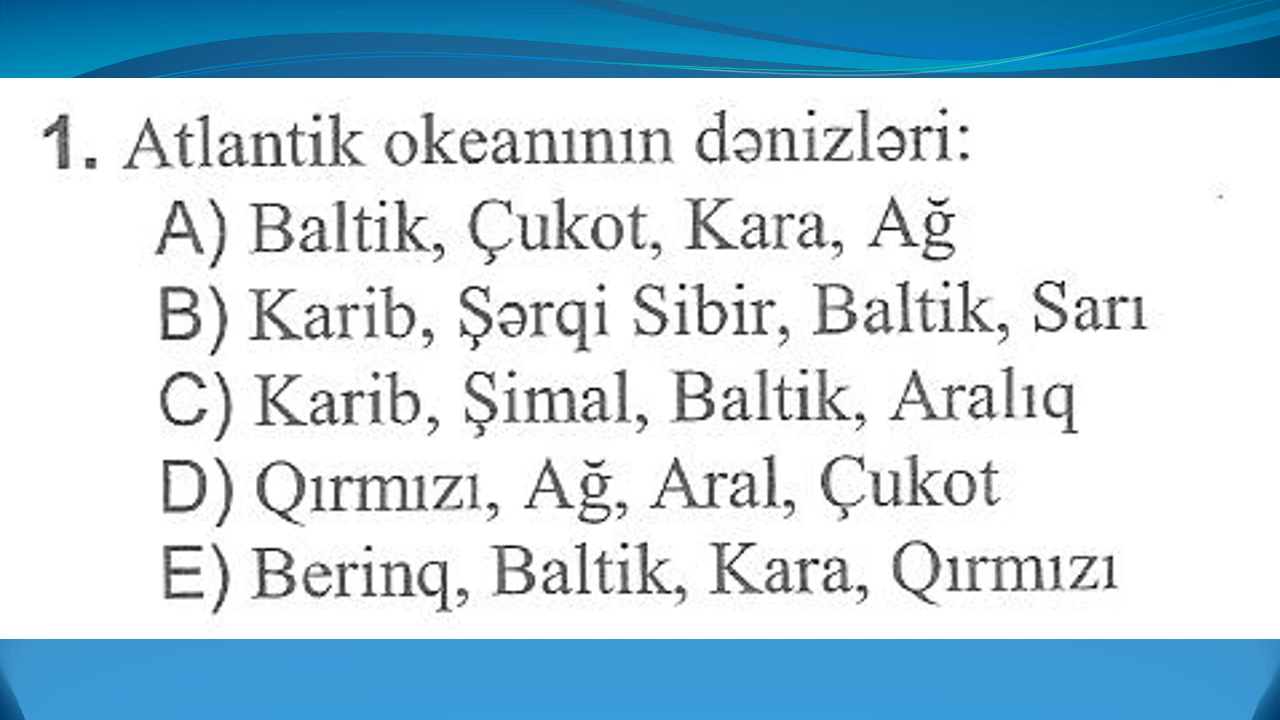 1. Atlantik okeanının dənizləri:
A) Baltik, Çukot, Kara, Ağ
B) Karib, Şərqi Sibir, Baltik, Sarı
C) Karib, Şimal, Baltik, Aralıq
D) Qırmızı, Ağ, Aral, Çukot
E) Berinq, Baltik, Kara, Qırmızı